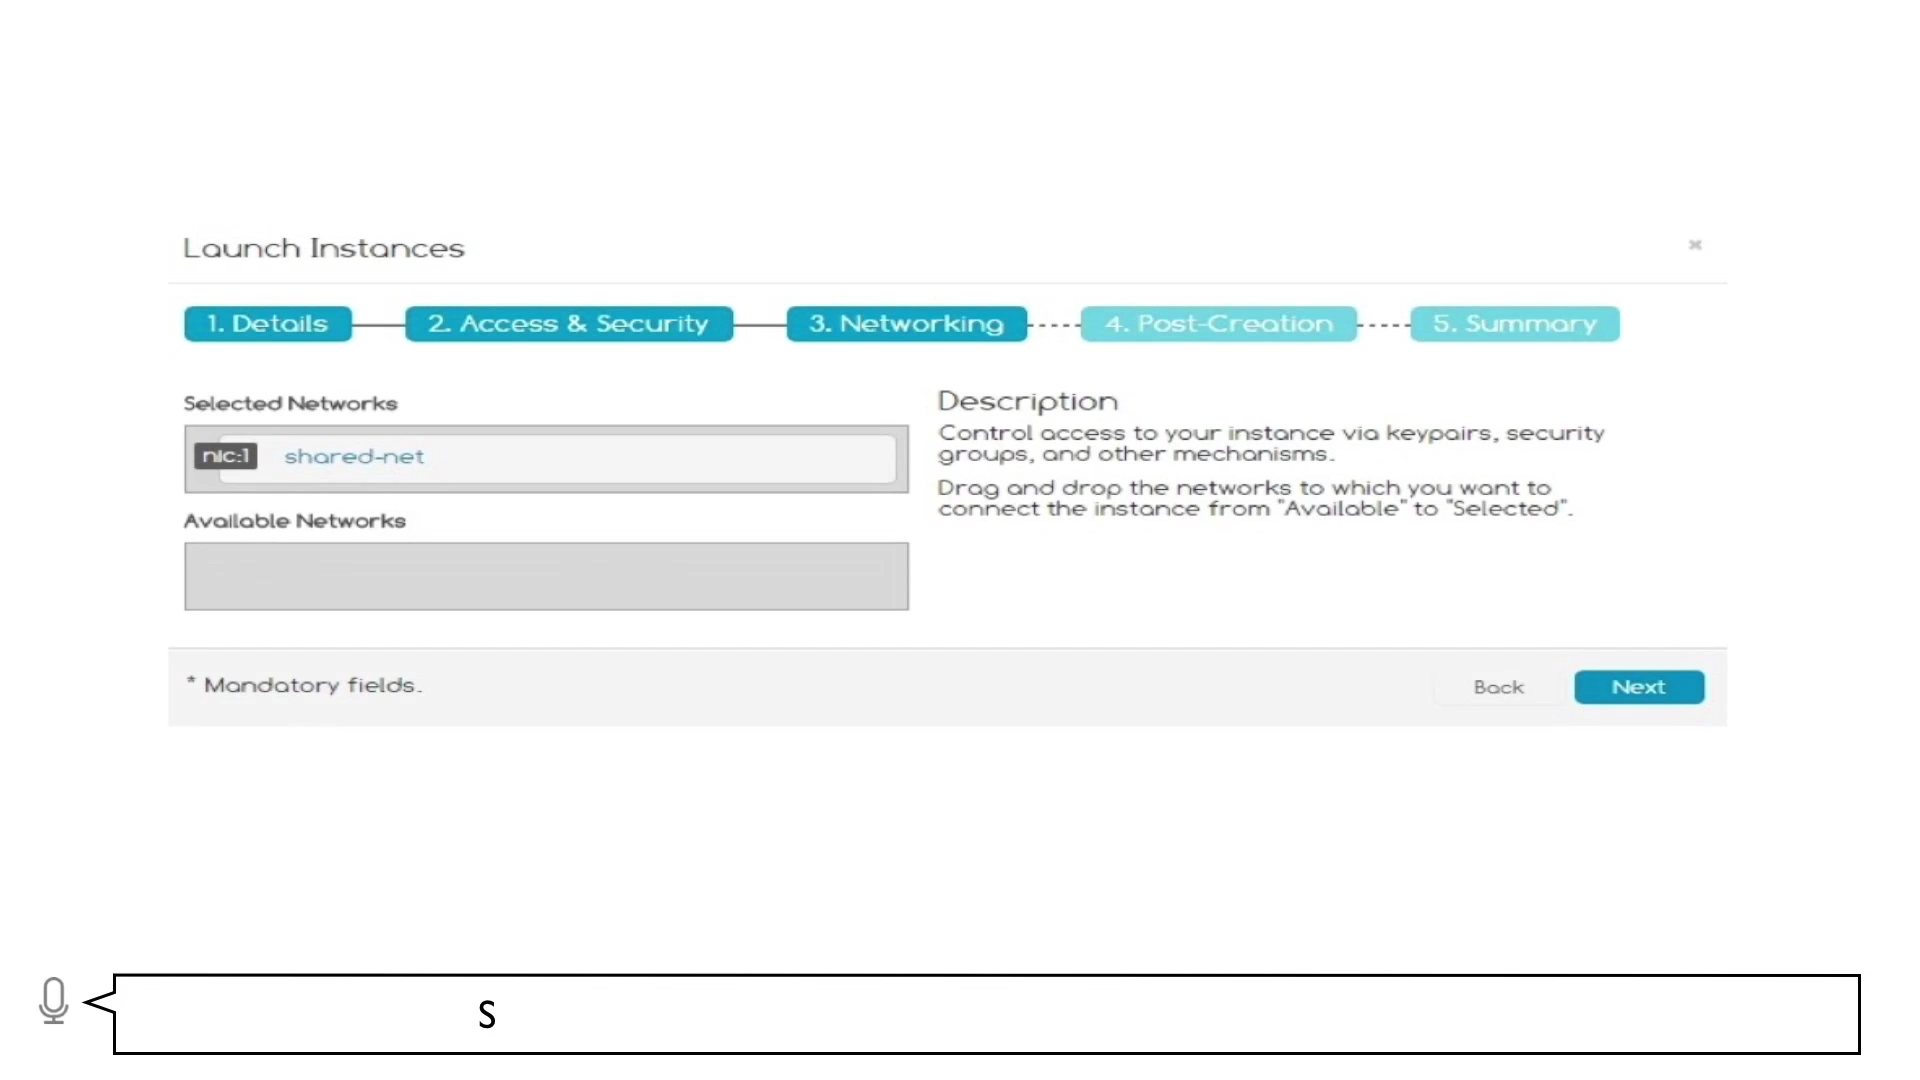 Launch Instances
×
1. Details 2. Access & Security 3. Networking 4. Post-Creation 5. Summary
Selected Networks
nic:1 shared-net
Available Networks
Description
Control access to your instance via keypairs, security
groups, and other mechanisms.
Drag and drop the networks to which you want to
connect the instance from "Available" to "Selected".
* Mandatory fields.
Back Next
S